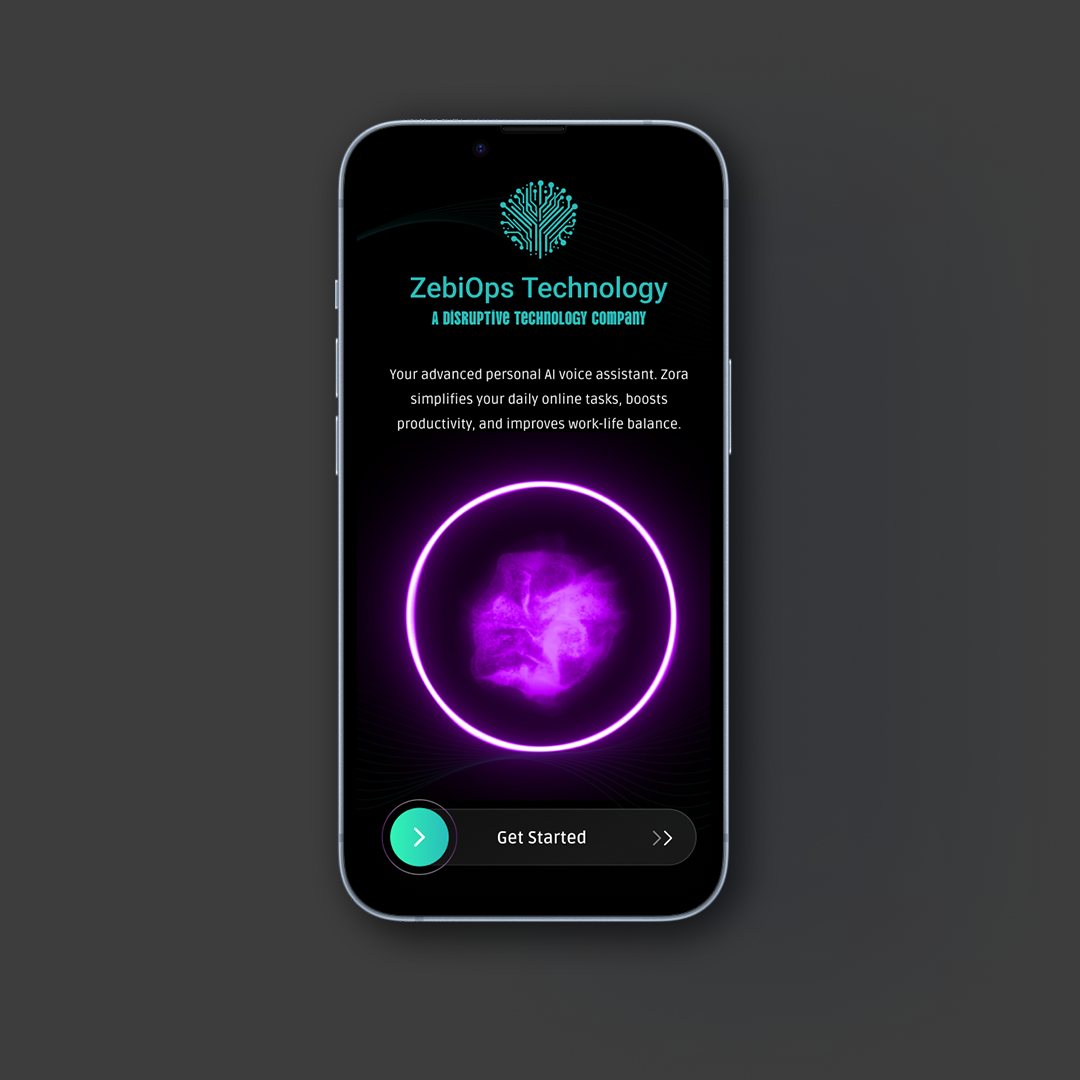 ZebiOps Technology
A DISRUPTIVE TECHNOLOGY COMPANY
Your advanced personal AI voice assistant. Zora
simplifies your daily online tasks, boosts
productivity, and improves work-life balance.
Get Started